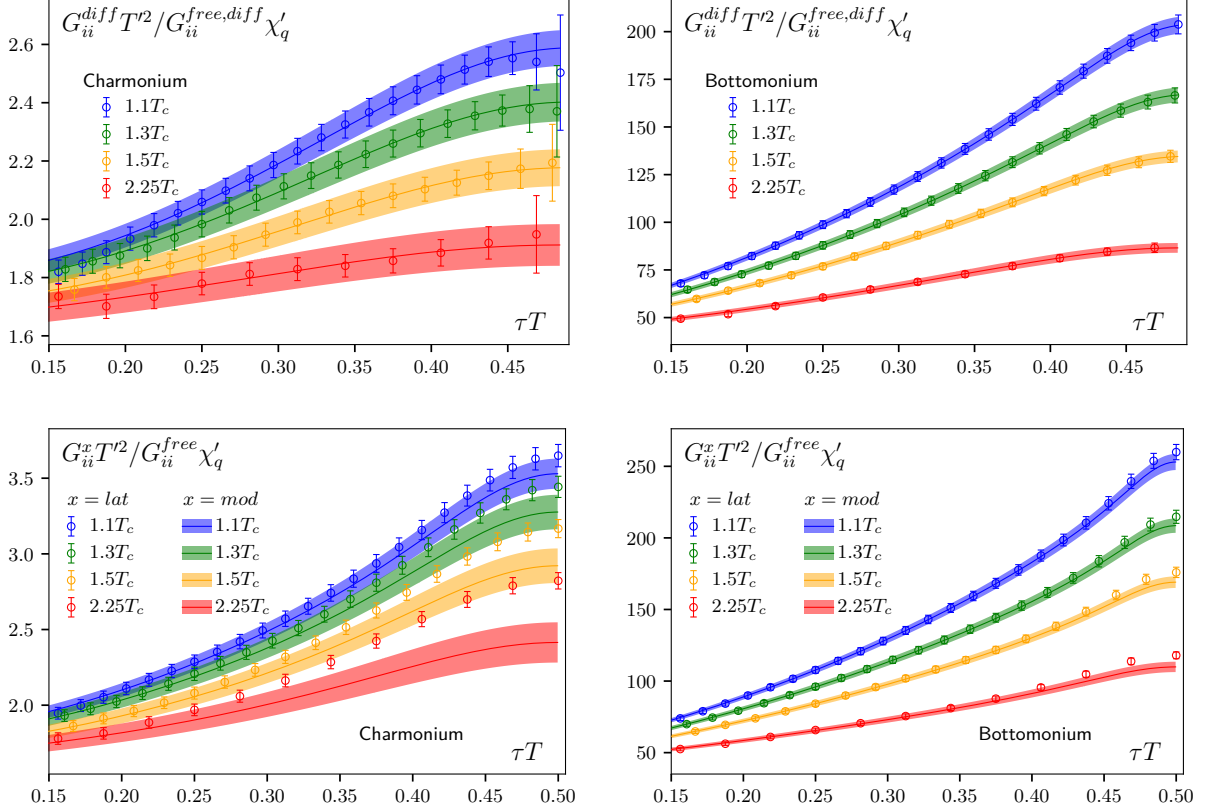 G_{ii}^{diff}T'^2/G_{ii}^{free,diff}χ'_q
Charmonium
1.1T_c
1.3T_c
1.5T_c
2.25T_c
τT
2.6
2.4
2.2
2.0
1.8
1.6
0.15 0.20 0.25 0.30 0.35 0.40 0.45
G_{ii}^{diff}T'^2/G_{ii}^{free,diff}χ'_q
Bottomonium
1.1T_c
1.3T_c
1.5T_c
2.25T_c
τT
200
175
150
125
100
75
50
0.15 0.20 0.25 0.30 0.35 0.40 0.45
G_{ii}^{x}T'^2/G_{ii}^{free}χ'_q
x = lat x = mod
1.1T_c 1.1T_c
1.3T_c 1.3T_c
1.5T_c 1.5T_c
2.25T_c 2.25T_c
Charmonium
τT
3.5
3.0
2.5
2.0
0.15 0.20 0.25 0.30 0.35 0.40 0.45 0.50
G_{ii}^{x}T'^2/G_{ii}^{free}χ'_q
x = lat x = mod
1.1T_c 1.1T_c
1.3T_c 1.3T_c
1.5T_c 1.5T_c
2.25T_c 2.25T_c
Bottomonium
τT
250
200
150
100
50
0.15 0.20 0.25 0.30 0.35 0.40 0.45 0.50